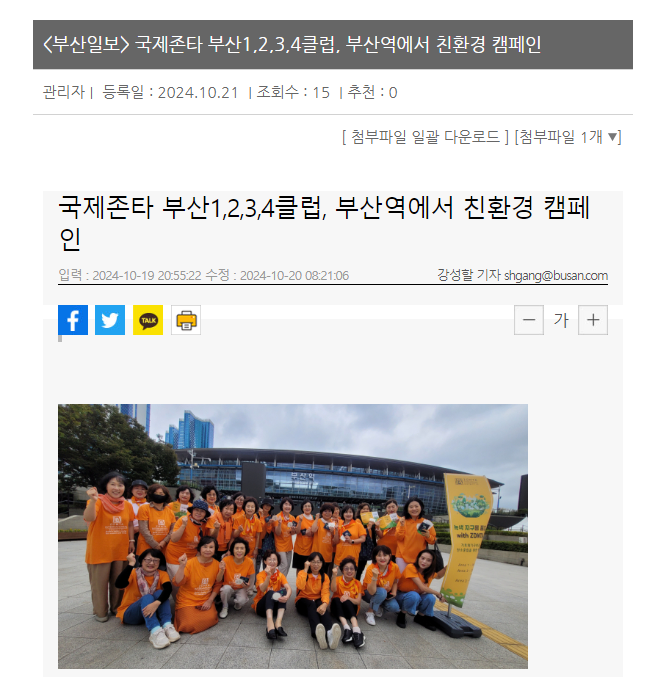 <부산일보> 국제존타 부산1,2,3,4클럽, 부산역에서 친환경 캠페인
관리자 | 등록일 : 2024.10.21 | 조회수 : 15 | 추천 : 0
[ 첨부파일 일괄 다운로드 ] [첨부파일 1개 ▼]
국제존타 부산1,2,3,4클럽, 부산역에서 친환경 캠페
인
입력 : 2024-10-19 20:55:22 수정 : 2024-10-20 08:21:06 강성할 기자 shgang@busan.com
TALK
가
부산역
with ZONTA